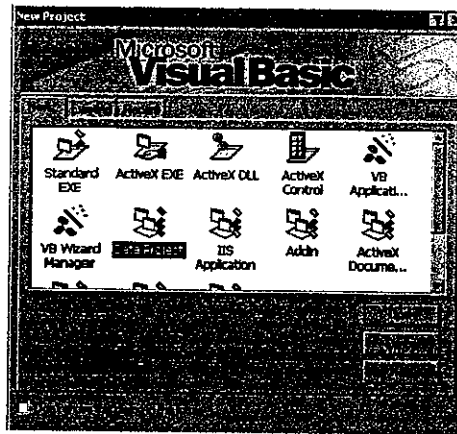 New Project
Microsoft
Visual Basic
Standard EXE
ActiveX EXE
ActiveX DLL
ActiveX Control
VB Applicati...
VB Wizard Manager
Data Project
IIS Application
Addin
ActiveX Docume...